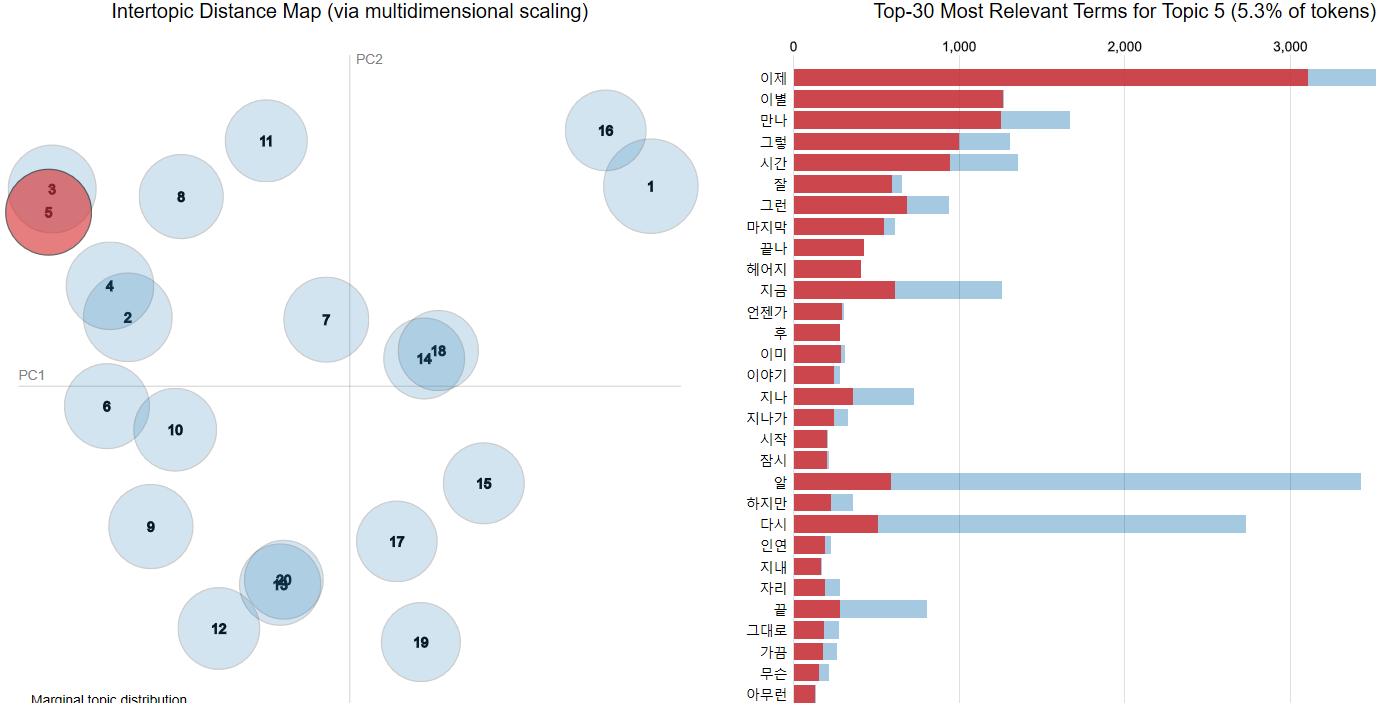 Intertopic Distance Map (via multidimensional scaling)
PC2
PC1
11
16
1
3
5
8
4
2
7
18
14
6
10
15
9
17
20
12
19
Marginal topic distribution
Top-30 Most Relevant Terms for Topic 5 (5.3% of tokens)
0 1,000 2,000 3,000
이제
이별
만나
그렇
시간
잘
그런
마지막
끝나
헤어지
지금
언젠가
후
이미
이야기
지나
지나가
시작
잠시
알
하지만
다시
인연
지내
자리
끝
그대로
가끔
무슨
아무런